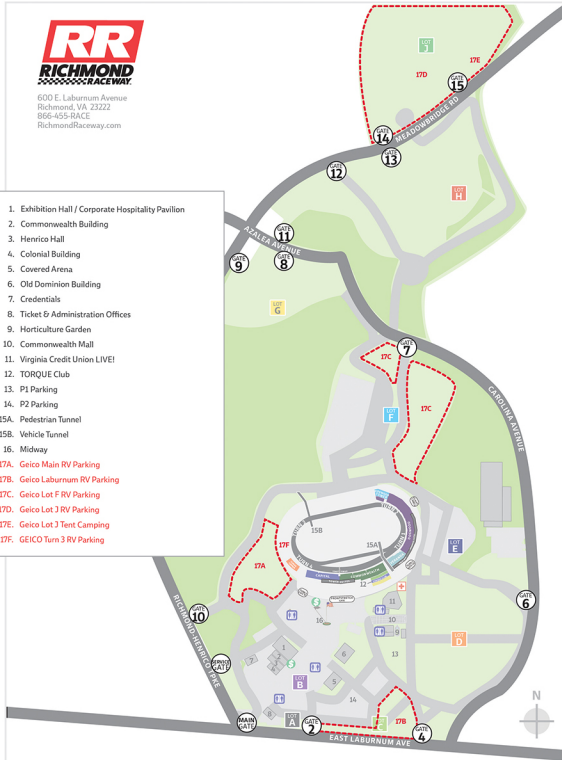 RR
RICHMOND
RACEWAY.
600 E. Laburnum Avenue
Richmond, VA 23222
866-455-RACE
RichmondRaceway.com
1. Exhibition Hall / Corporate Hospitality Pavilion
2. Commonwealth Building
3. Henrico Hall
4. Colonial Building
5. Covered Arena
6. Old Dominion Building
7. Credentials
8. Ticket & Administration Offices
9. Horticulture Garden
10. Commonwealth Mall
11. Virginia Credit Union LIVE!
12. TORQUE Club
13. P1 Parking
14. P2 Parking
15A. Pedestrian Tunnel
15B. Vehicle Tunnel
16. Midway
17A. Geico Main RV Parking
17B. Geico Laburnum RV Parking
17C. Geico Lot F RV Parking
17D. Geico Lot J RV Parking
17E. Geico Lot J Tent Camping
17F. GEICO Turn 3 RV Parking
LOT J
17E
17D
GATE 15
MEADOWBRIDGE RD
GATE 14
GATE 13
GATE 12
LOT H
AZALEA AVENUE
GATE 11
GATE 9
GATE 8
LOT G
GATE 7
17C
17C
CAROLINA AVENUE
LOT F
15B
15A
17F
LOT E
17A
12
GATE 10
GATE 6
11
16
10
9
LOT D
RICHMOND-HENRICO TPKE
SERVICE GATE
7
1
6
13
LOT B
5
14
8
LOT A
MAIN GATE
GATE 2
17B
GATE 4
EAST LABURNUM AVE
N